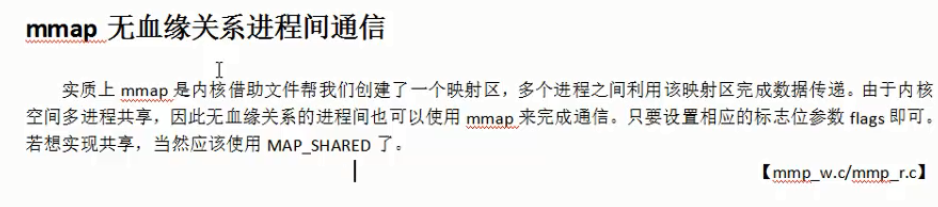 mmap 无血缘关系进程间通信
实质上 mmap 是内核借助文件帮我们创建了一个映射区，多个进程之间利用该映射区完成数据传递。由于内核
空间多进程共享，因此无血缘关系的进程间也可以使用 mmap 来完成通信。只要设置相应的标志位参数 flags 即可。
若想实现共享，当然应该使用 MAP_SHARED 了。
【mmp_w.c/mmp_r.c】